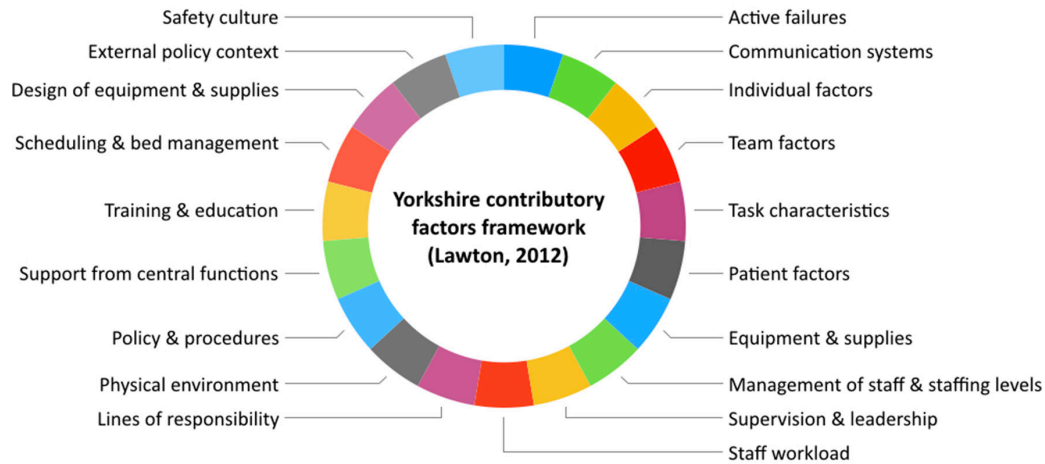 Safety culture
External policy context
Design of equipment & supplies
Scheduling & bed management
Training & education
Support from central functions
Policy & procedures
Physical environment
Lines of responsibility
Yorkshire contributory
factors framework
(Lawton, 2012)
Active failures
Communication systems
Individual factors
Team factors
Task characteristics
Patient factors
Equipment & supplies
Management of staff & staffing levels
Supervision & leadership
Staff workload